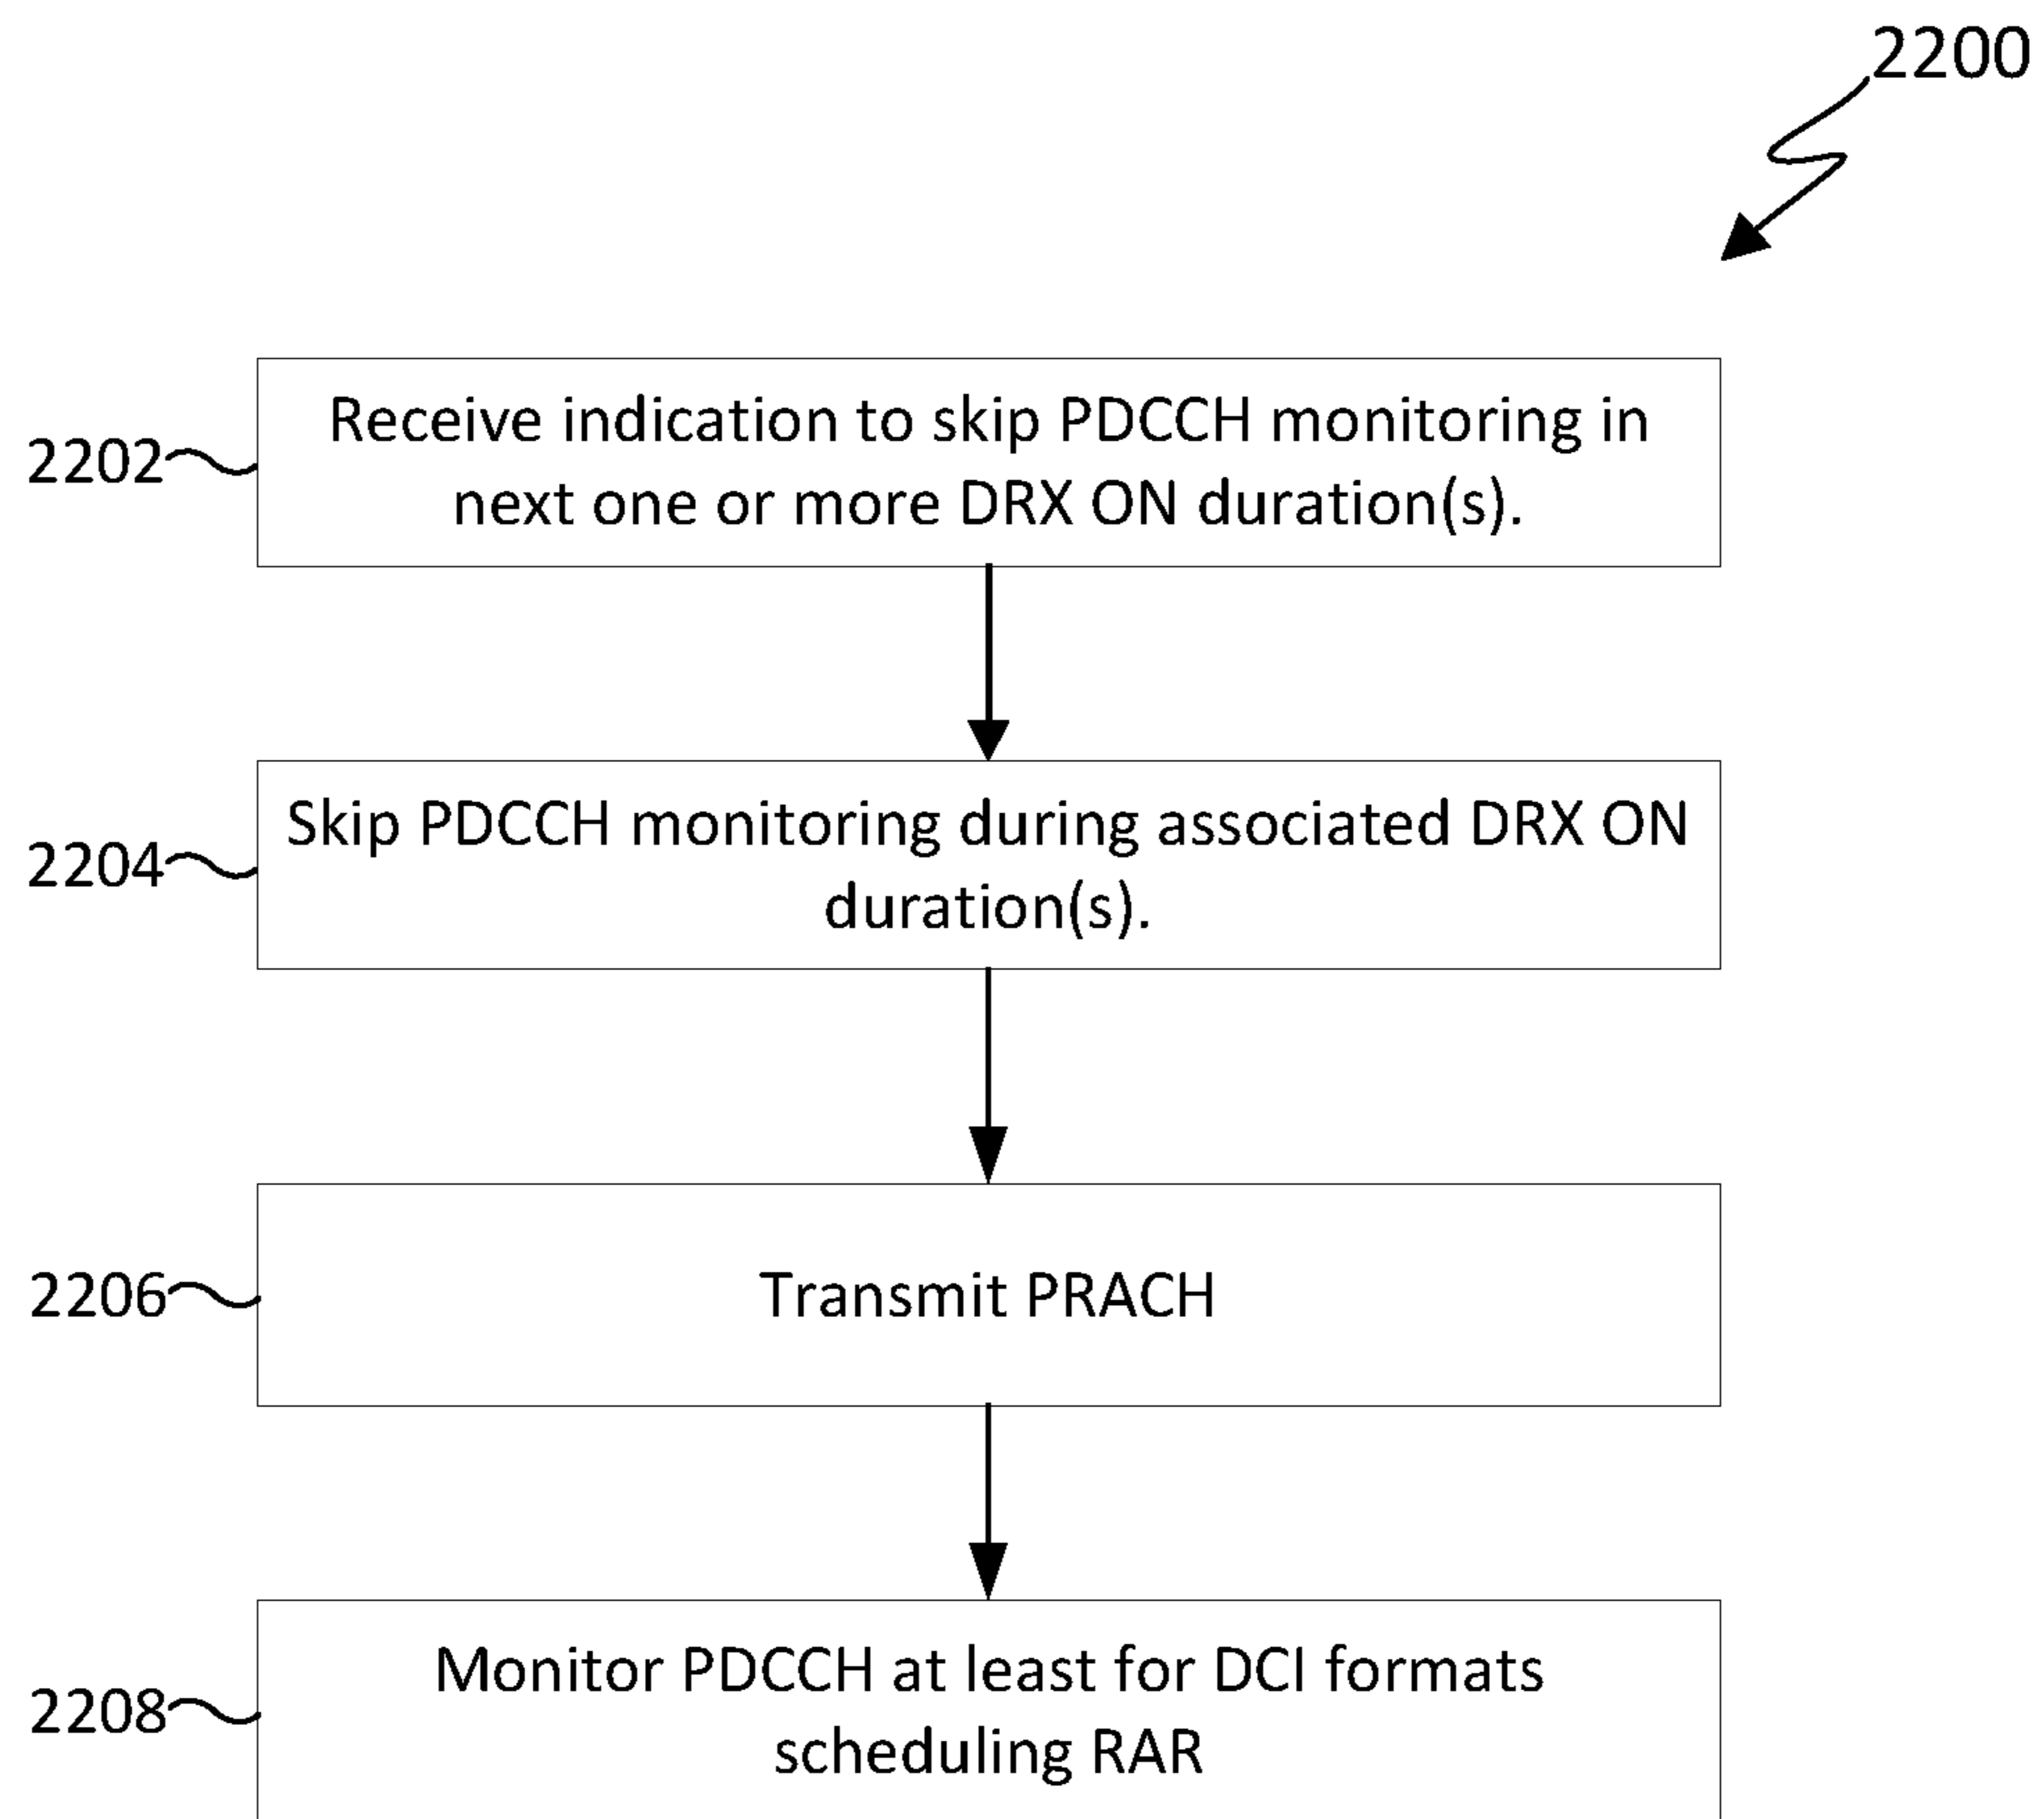 2200
2202
Receive indication to skip PDCCH monitoring in
next one or more DRX ON duration(s).
2204
Skip PDCCH monitoring during associated DRX ON
duration(s).
2206
Transmit PRACH
2208
Monitor PDCCH at least for DCI formats
scheduling RAR